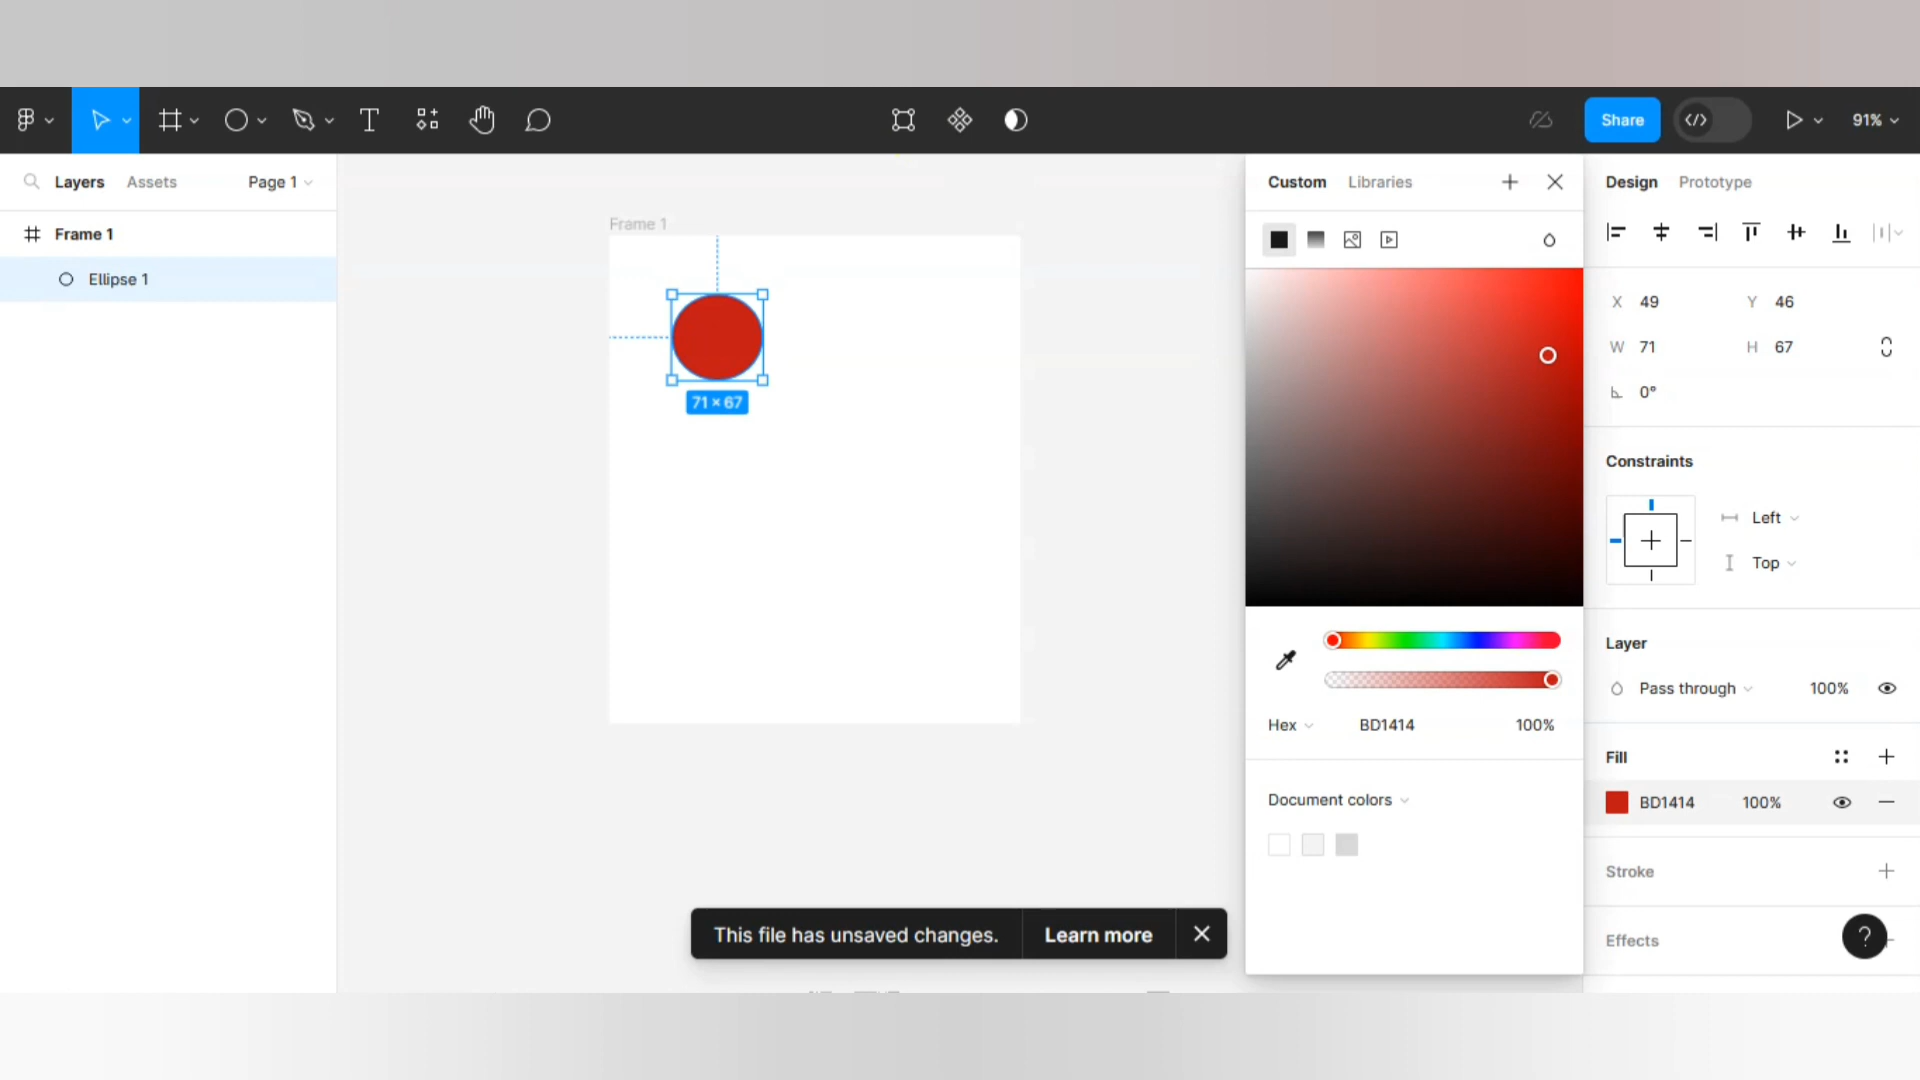 Share
91%
Layers
Assets
Page 1
Custom
Libraries
Design
Prototype
Frame 1
Frame 1
Ellipse 1
71 × 67
X 49
Y 46
W 71
H 67
0°
Constraints
Left
Top
Layer
Pass through
100%
Hex
BD1414
100%
Fill
BD1414
100%
Document colors
Stroke
Effects
This file has unsaved changes.
Learn more
?